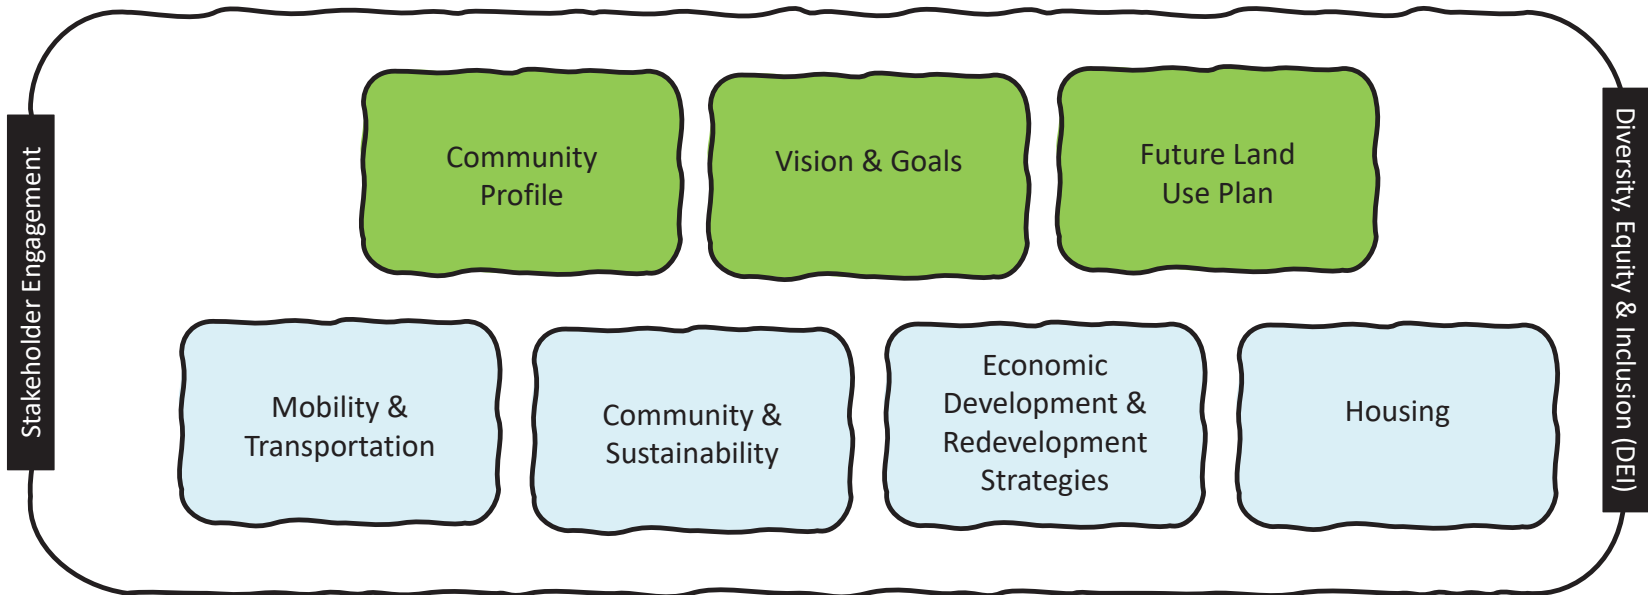 Stakeholder Engagement
Community
Profile
Vision & Goals
Future Land
Use Plan
Mobility &
Transportation
Community &
Sustainability
Economic
Development &
Redevelopment
Strategies
Housing
Diversity, Equity & Inclusion (DEI)